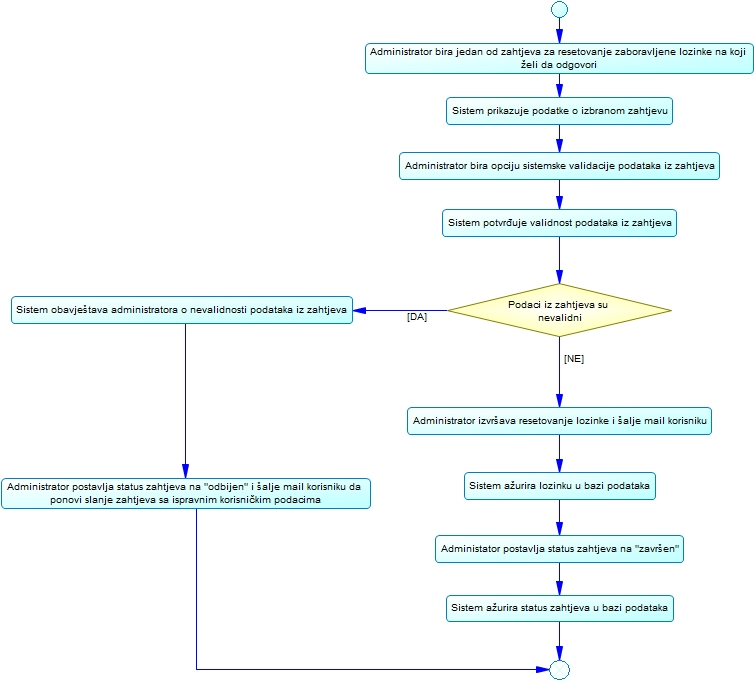 Administrator bira jedan od zahtjeva za resetovanje zaboravljene lozinke na koji
želi da odgovori
Sistem prikazuje podatke o izbranom zahtjevu
Administrator bira opciju sistemske validacije podataka iz zahtjeva
Sistem potvrđuje validnost podataka iz zahtjeva
Podaci iz zahtjeva su
nevalidni
[DA]
Sistem obavještava administratora o nevalidnosti podataka iz zahtjeva
[NE]
Administrator izvršava resetovanje lozinke i šalje mail korisniku
Administrator postavlja status zahtjeva na "odbijen" i šalje mail korisniku da
ponovi slanje zahtjeva sa ispravnim korisničkim podacima
Sistem ažurira lozinku u bazi podataka
Administator postavlja status zahtjeva na "završen"
Sistem ažurira status zahtjeva u bazi podataka